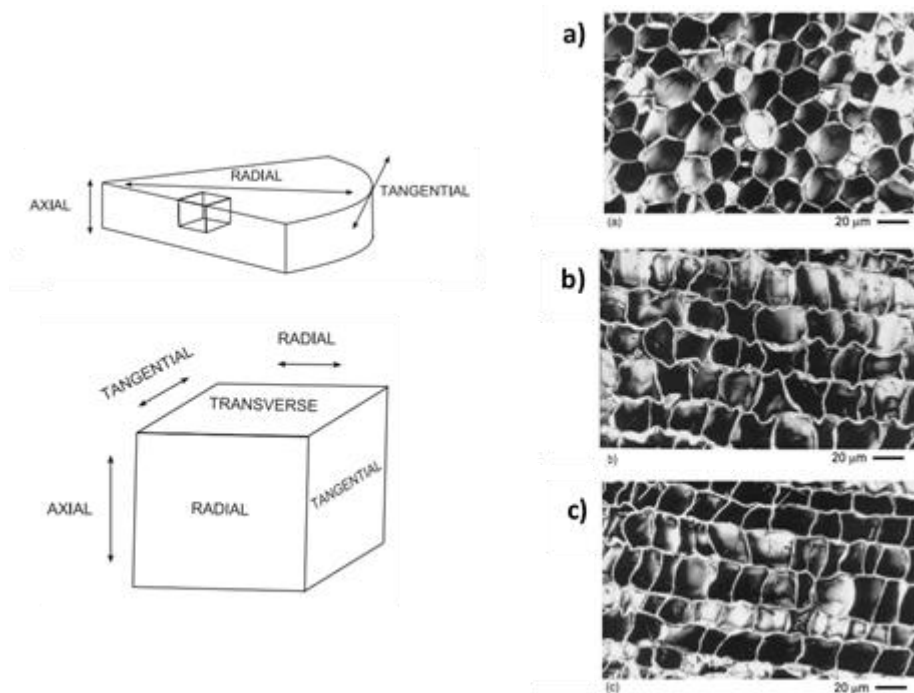 RADIAL
TANGENTIAL
AXIAL
RADIAL
TANGENTIAL
TRANSVERSE
AXIAL
RADIAL
TANGENTIAL
a)
(a)
20 µm
b)
b)
20 µm
c)
(c)
20 µm